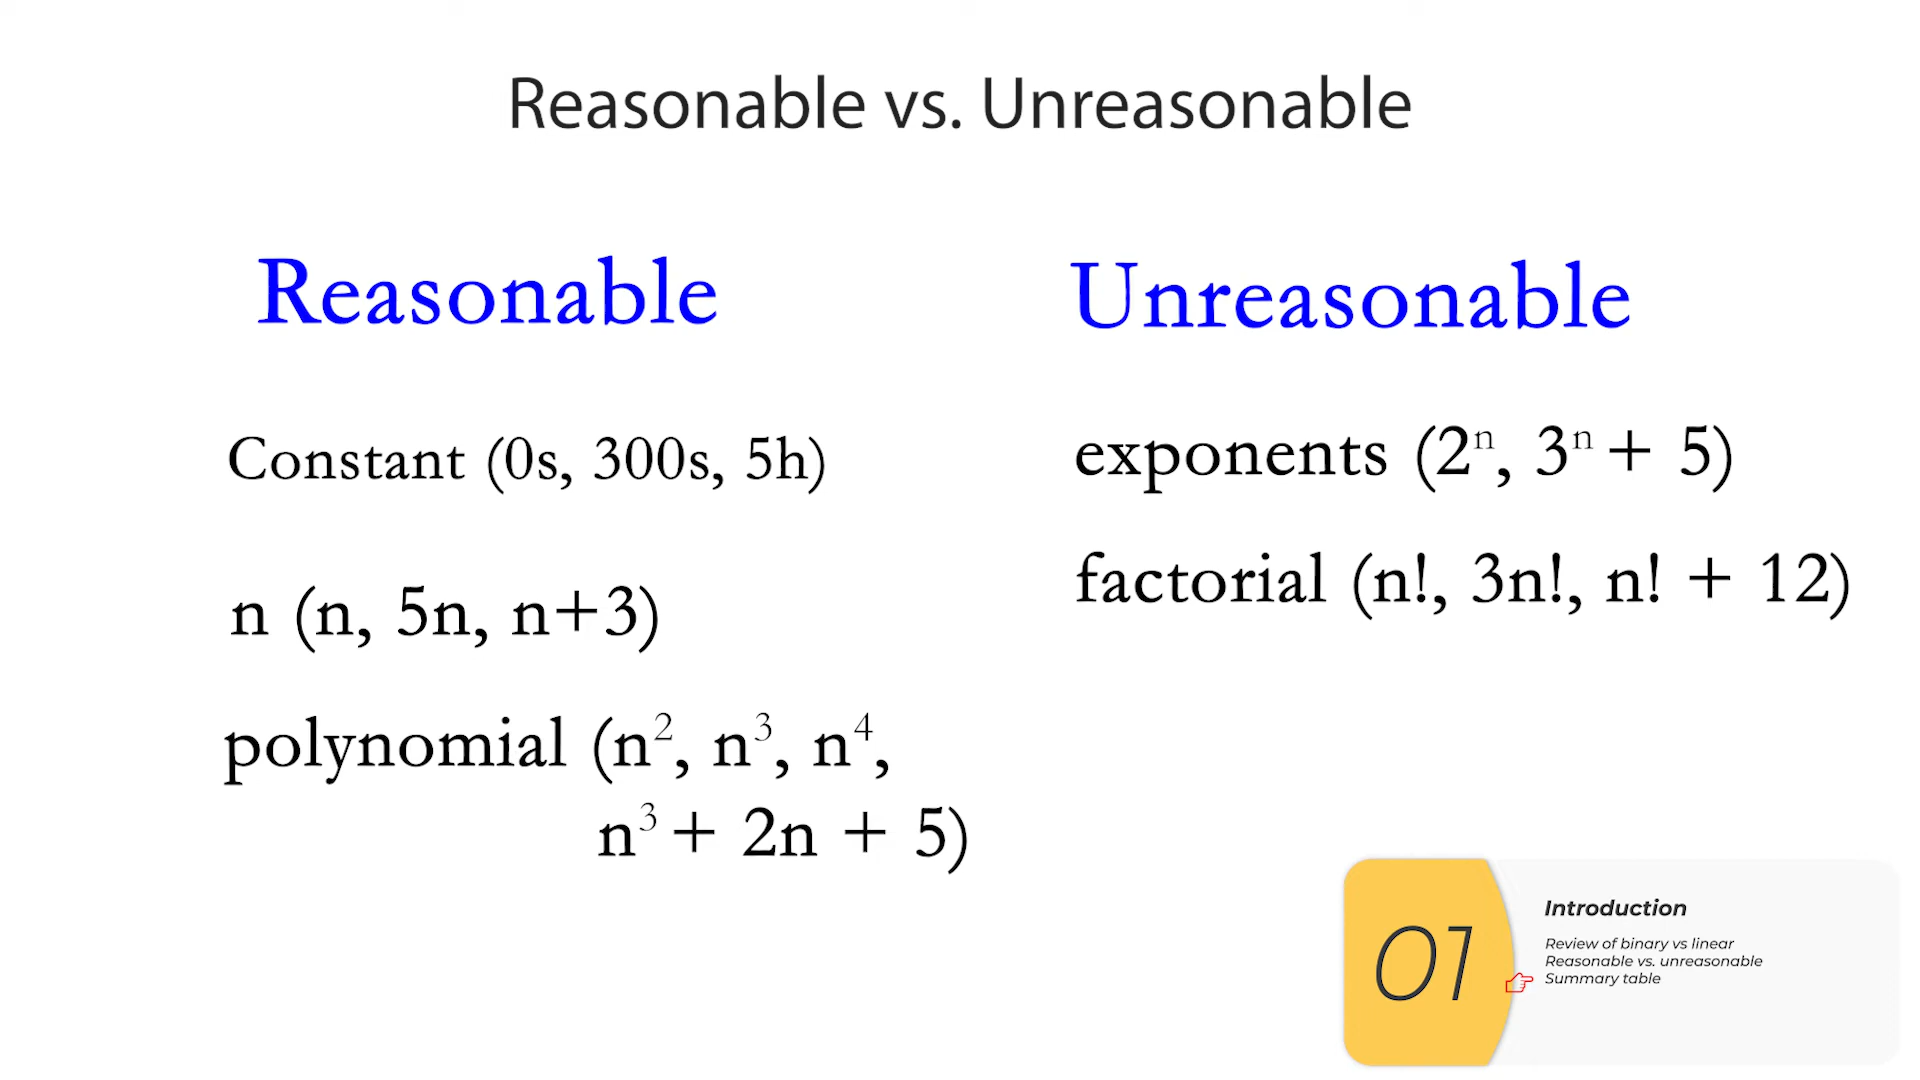 Reasonable vs. Unreasonable
Reasonable
Constant (0s, 300s, 5h)
n (n, 5n, n+3)
polynomial (n², n³, n⁴,
n³ + 2n + 5)
Unreasonable
exponents (2ⁿ, 3ⁿ + 5)
factorial (n!, 3n!, n! + 12)
01
Introduction
Review of binary vs linear
Reasonable vs. unreasonable
Summary table